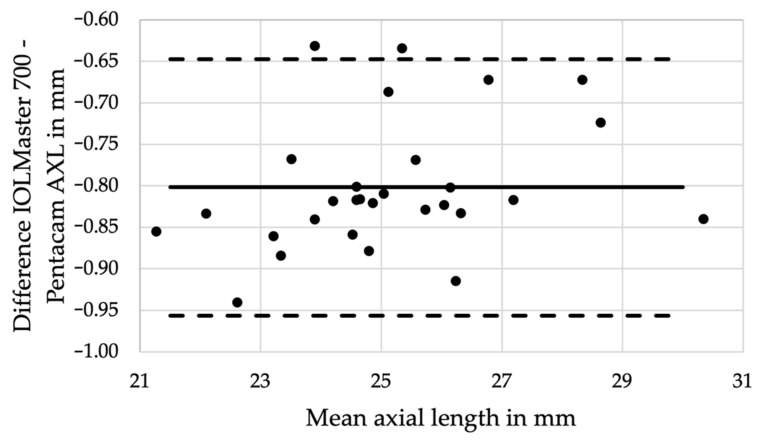 Difference IOLMaster 700 -
Pentacam AXL in mm
−0.60
−0.65
−0.70
−0.75
−0.80
−0.85
−0.90
−0.95
−1.00
21 23 25 27 29 31
Mean axial length in mm